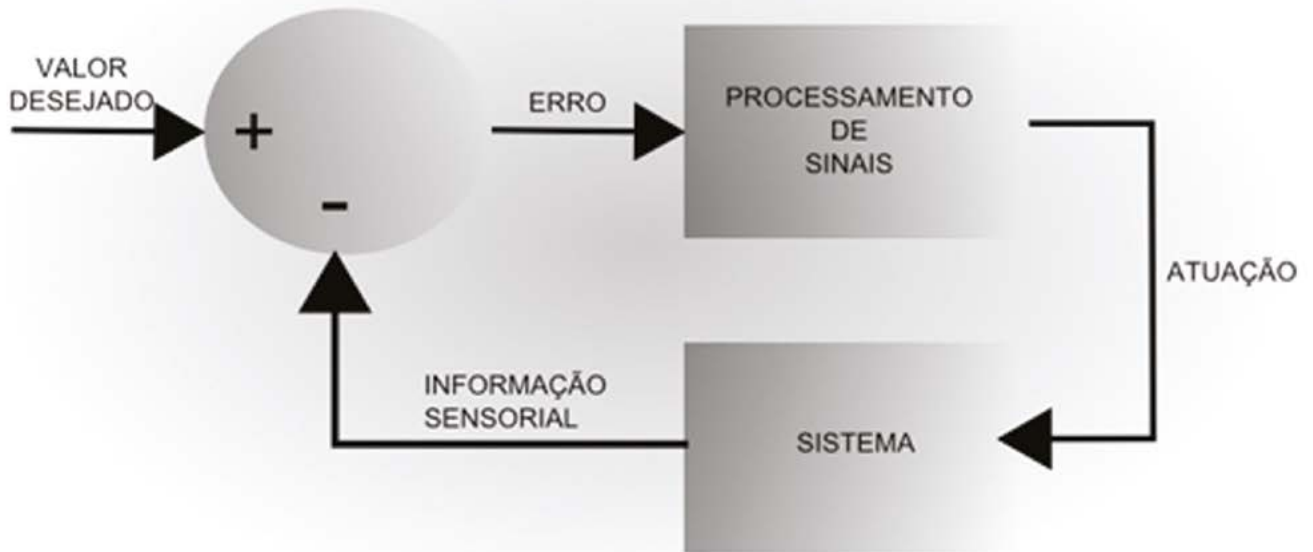 VALOR
DESEJADO
+
-
ERRO
PROCESSAMENTO
DE
SINAIS
ATUAÇÃO
INFORMAÇÃO
SENSORIAL
SISTEMA